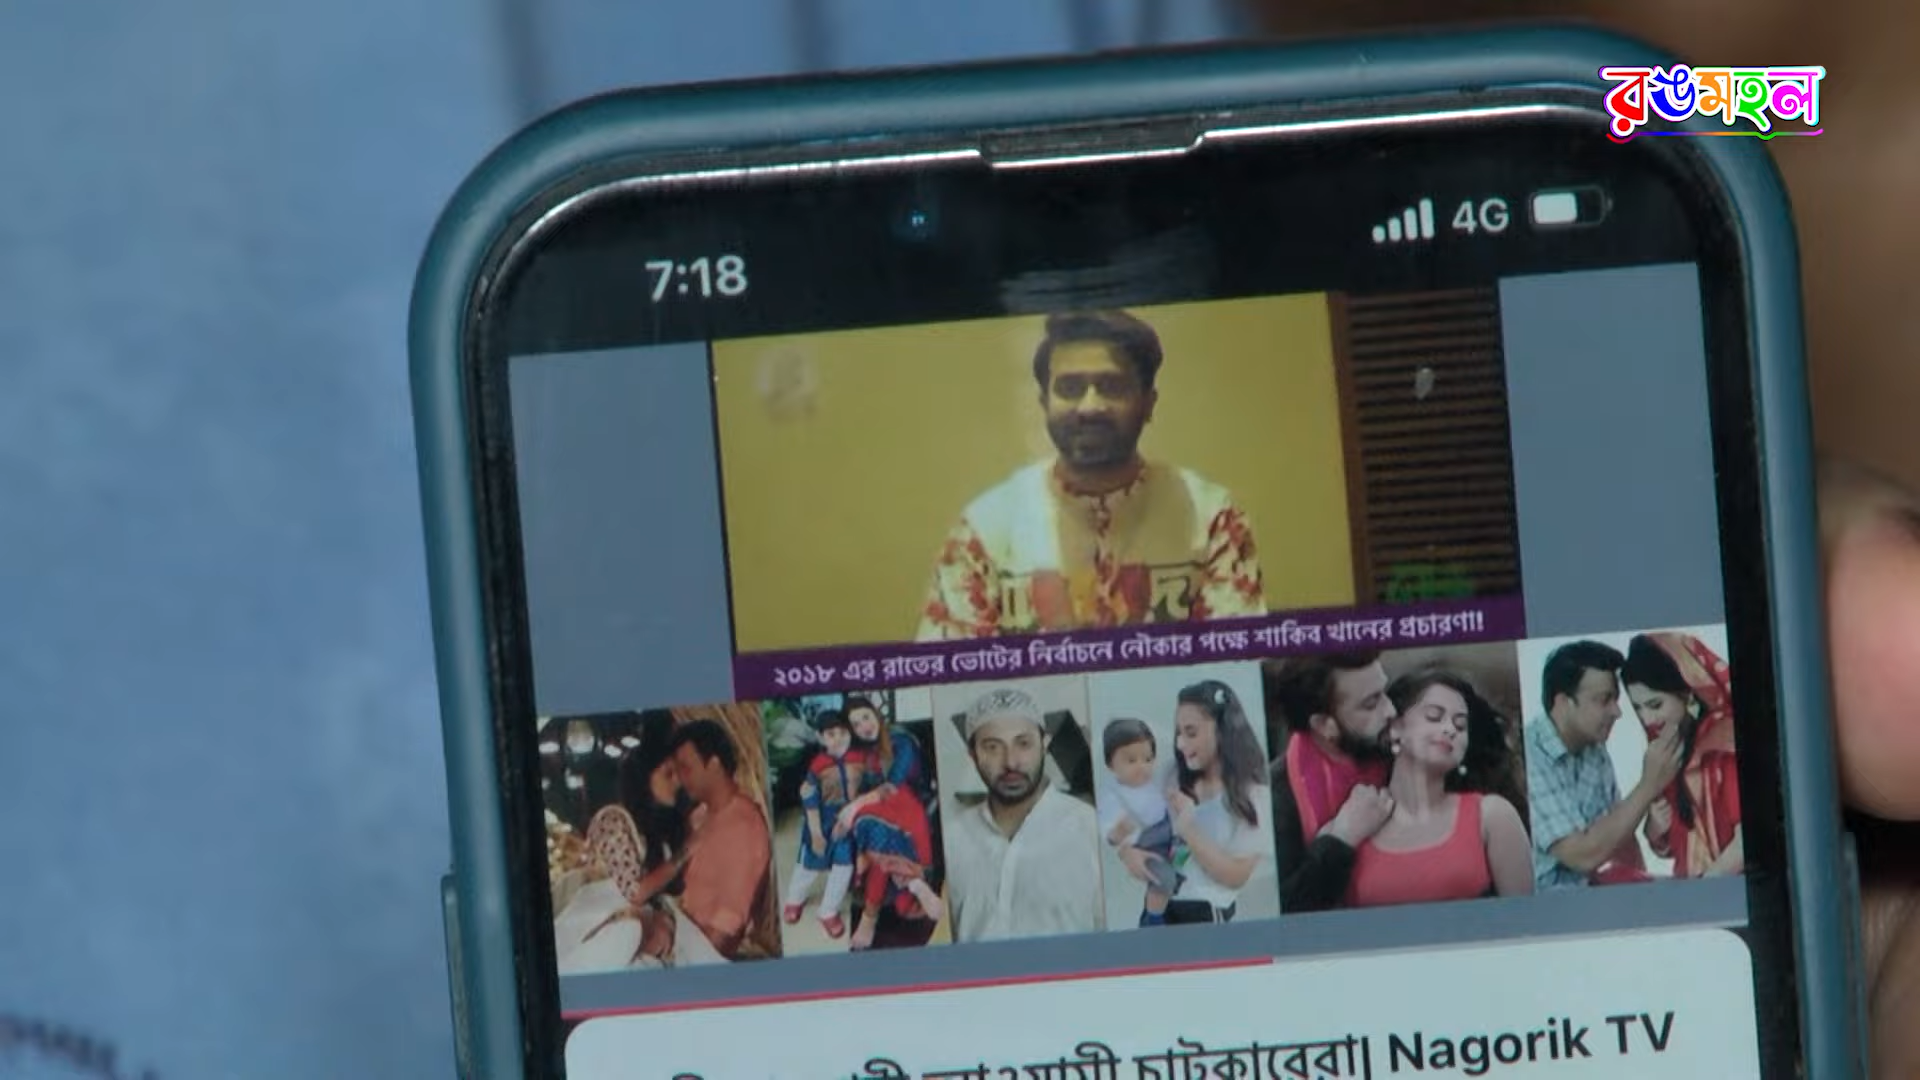 রঙমহল
7:18
4G
২০১৮ এর রাতের ভোটের নির্বাচনে নৌকার পক্ষে শাকিব খানের প্রচারণা!
চাটুকারেরা| Nagorik TV